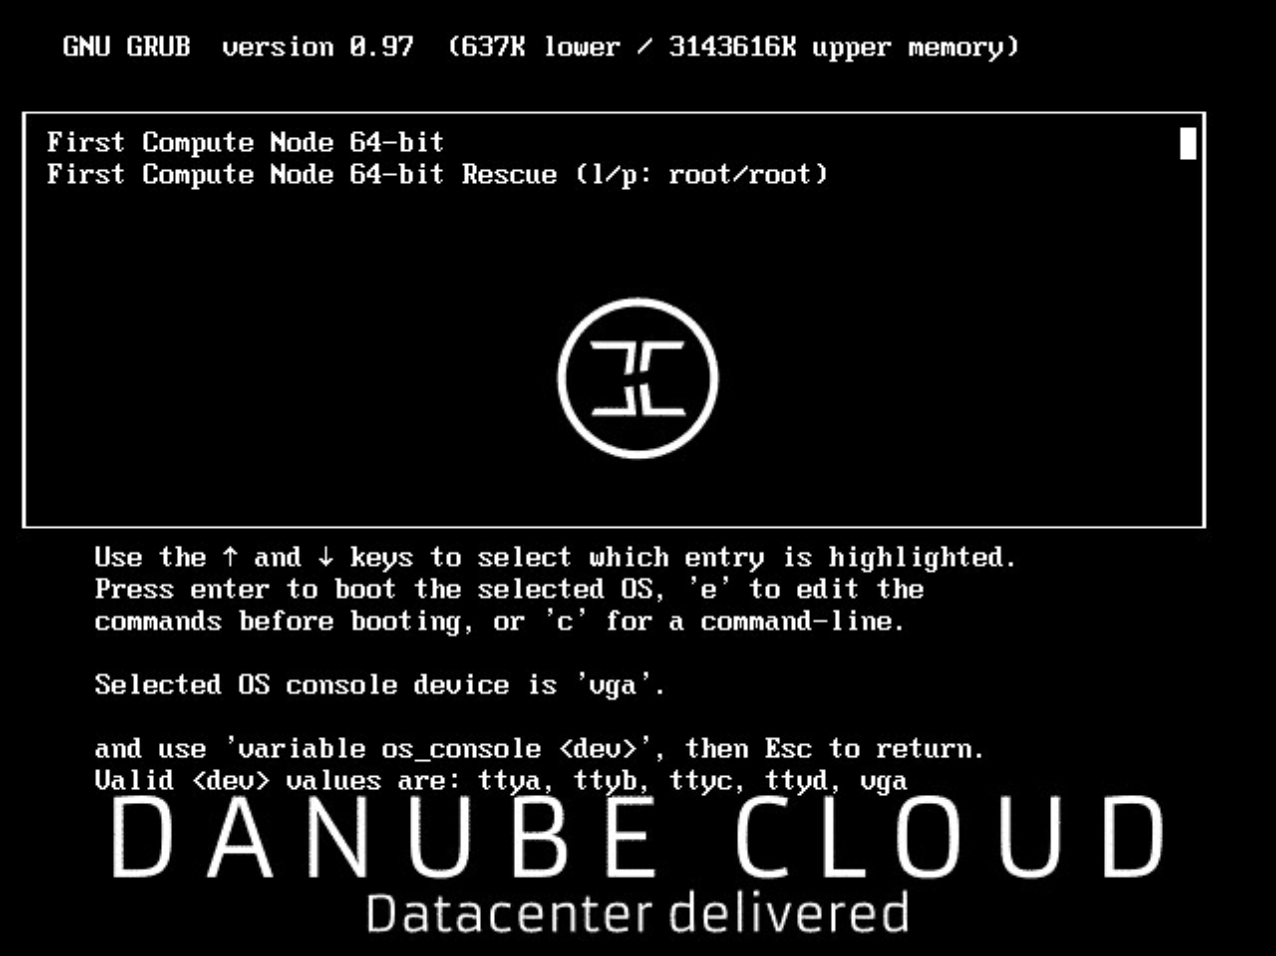 GNU GRUB version 0.97 (637K lower / 3143616K upper memory)
First Compute Node 64-bit
First Compute Node 64-bit Rescue (l/p: root/root)
Use the ↑ and ↓ keys to select which entry is highlighted.
Press enter to boot the selected OS, 'e' to edit the
commands before booting, or 'c' for a command-line.
Selected OS console device is 'vga'.
and use 'variable os_console <dev>', then Esc to return.
Valid <dev> values are: ttya, ttyb, ttyc, ttyd, vga
DANUBE CLOUD
Datacenter delivered